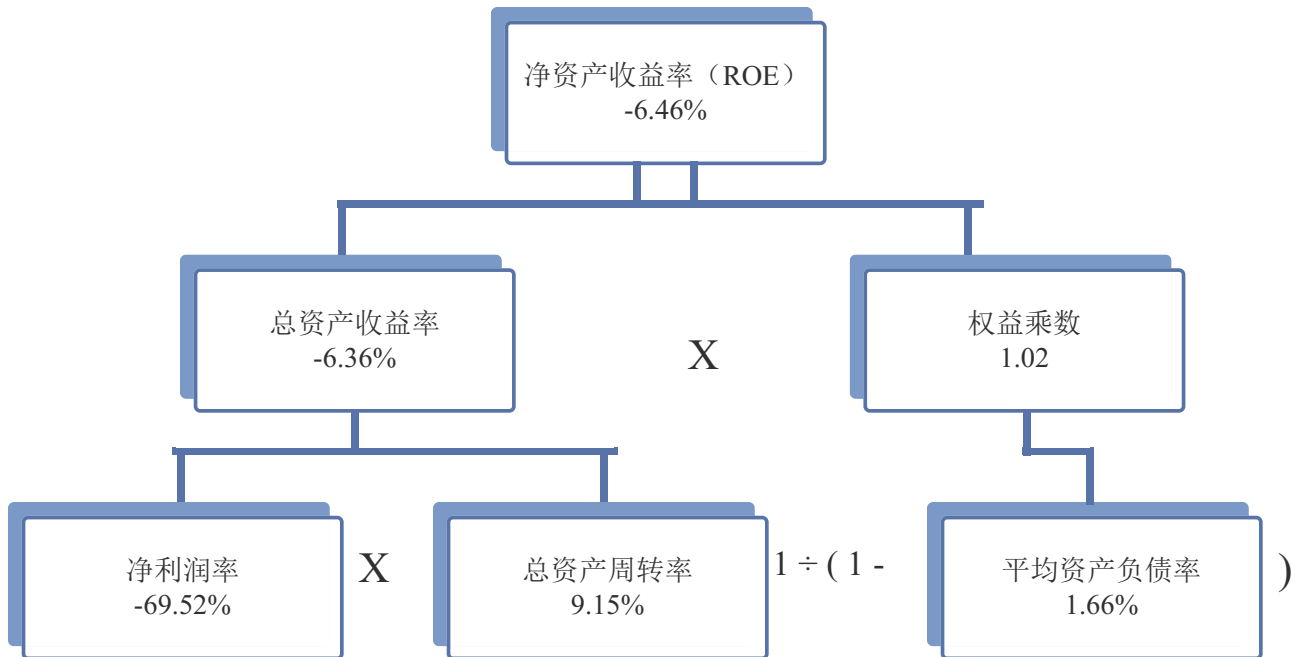 净资产收益率（ROE）
-6.46%
总资产收益率
-6.36%
X
权益乘数
1.02
净利润率
-69.52%
X
总资产周转率
9.15%
1 ÷ ( 1 -
平均资产负债率
1.66%
)